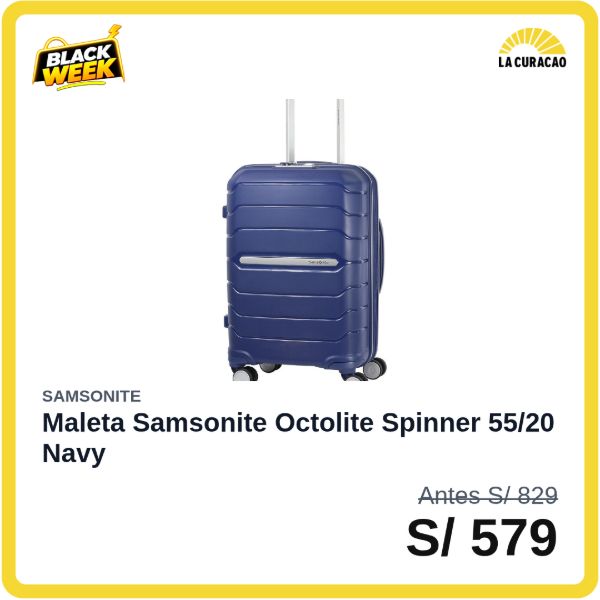 BLACK
WEEK
LA CURACAO
SAMSONITE
Maleta Samsonite Octolite Spinner 55/20
Navy
Antes S/ 829
S/ 579